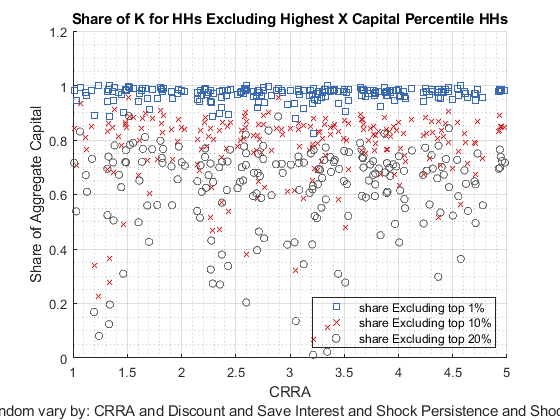 Share of K for HHs Excluding Highest X Capital Percentile HHs
Share of Aggregate Capital
1.2
1
0.8
0.6
0.4
0.2
0
1
1.5
2
2.5
3
3.5
4
4.5
5
share Excluding top 1%
share Excluding top 10%
share Excluding top 20%
CRRA
vary by: CRRA and Discount and Save Interest and Shock Persistence and